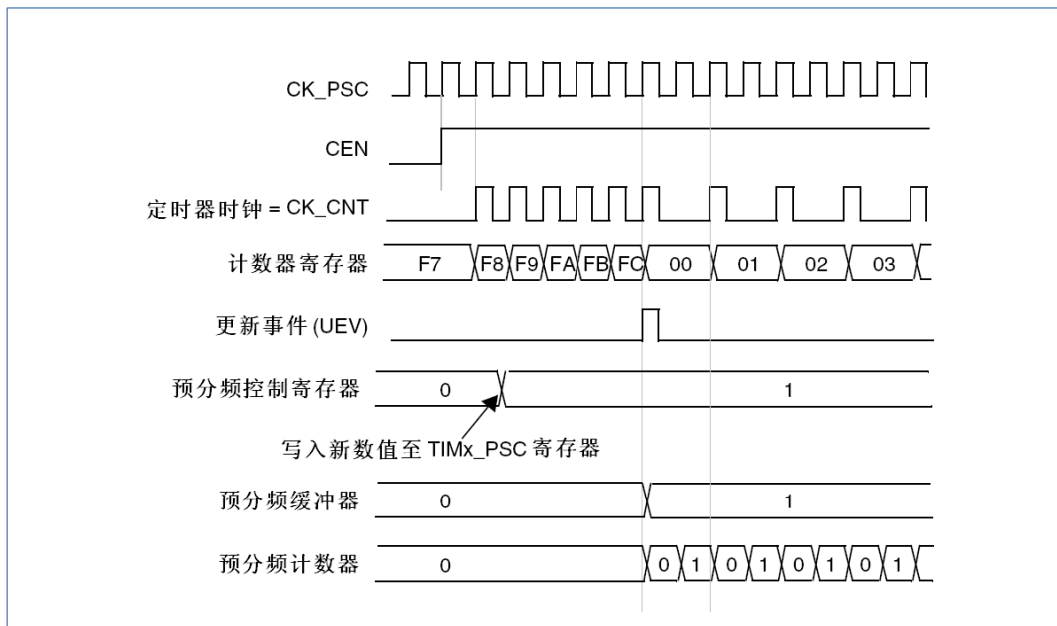 CK_PSC
CEN
定时器时钟 = CK_CNT
计数器寄存器 F7 F8 F9 FA FB FC 00 01 02 03
更新事件 (UEV)
预分频控制寄存器 0 1
写入新数值至 TIMx_PSC 寄存器
预分频缓冲器 0 1
预分频计数器 0 0 1 0 1 0 1 0 1